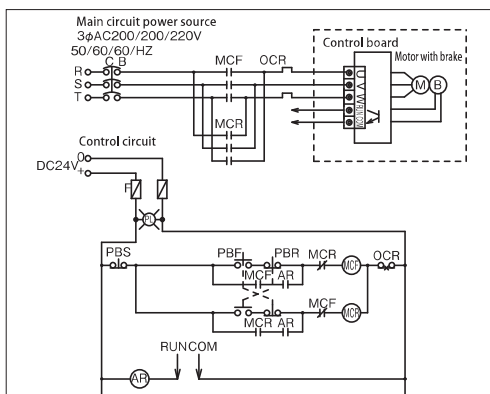 Main circuit power source
3φAC200/200/220V
50/60/60/HZ
C B
MCF
OCR
Control board
Motor with brake
R
S
T
U
V
W
RUN
COM
M
B
MCR
Control circuit
0
DC24V
+
F
PL
PBS
PBF
PBR
MCR
MCF
OCR
MCF
AR
MCF
MCR
MCR
AR
RUN
COM
AR